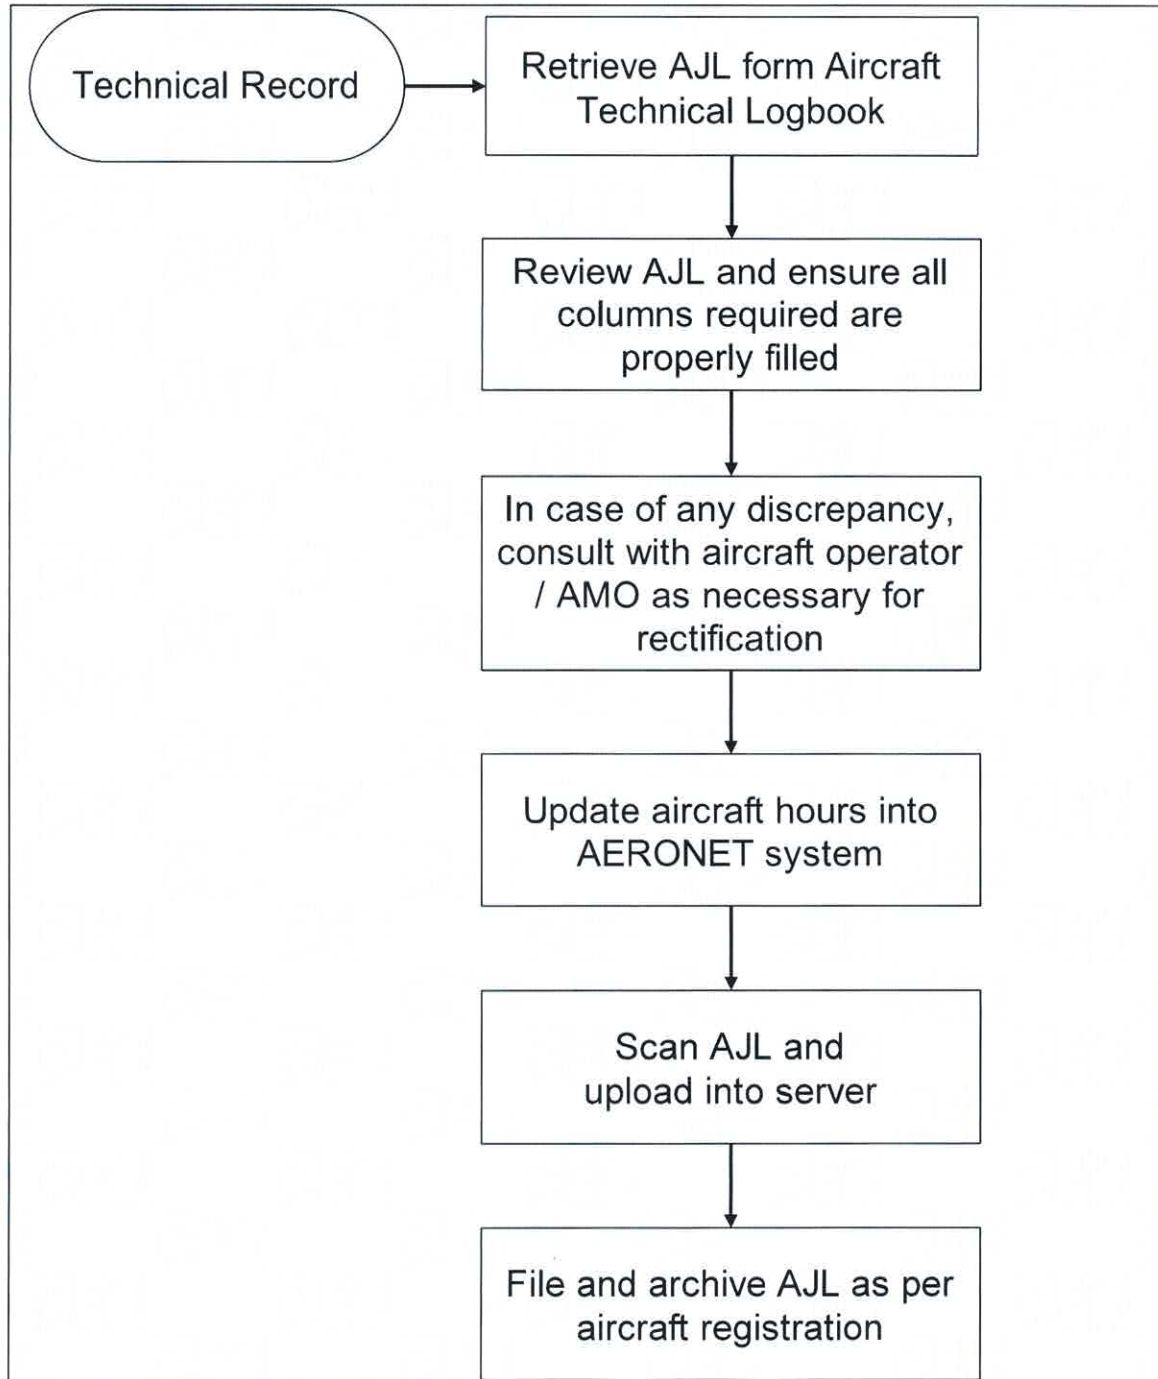 Technical Record
Retrieve AJL form Aircraft
Technical Logbook
Review AJL and ensure all
columns required are
properly filled
In case of any discrepancy,
consult with aircraft operator
/ AMO as necessary for
rectification
Update aircraft hours into
AERONET system
Scan AJL and
upload into server
File and archive AJL as per
aircraft registration